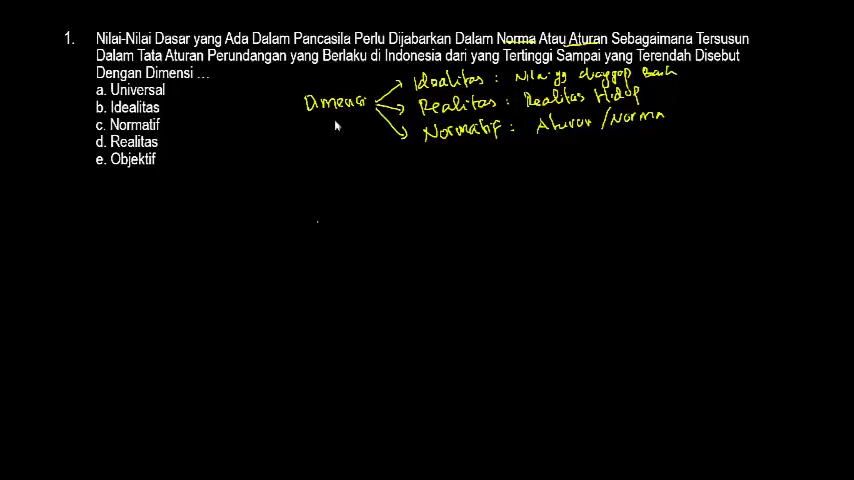 1. Nilai-Nilai Dasar yang Ada Dalam Pancasila Perlu Dijabarkan Dalam Norma Atau Aturan Sebagaimana Tersusun
Dalam Tata Aturan Perundangan yang Berlaku di Indonesia dari yang Tertinggi Sampai yang Terendah Disebut
Dengan Dimensi ...
a. Universal
b. Idealitas
c. Normatif
d. Realitas
e. Objektif
Dimensi
Idealitas : Nilai yg dianggap Baik
Realitas : Realitas Hidup
Normatif : Aturan / Norma